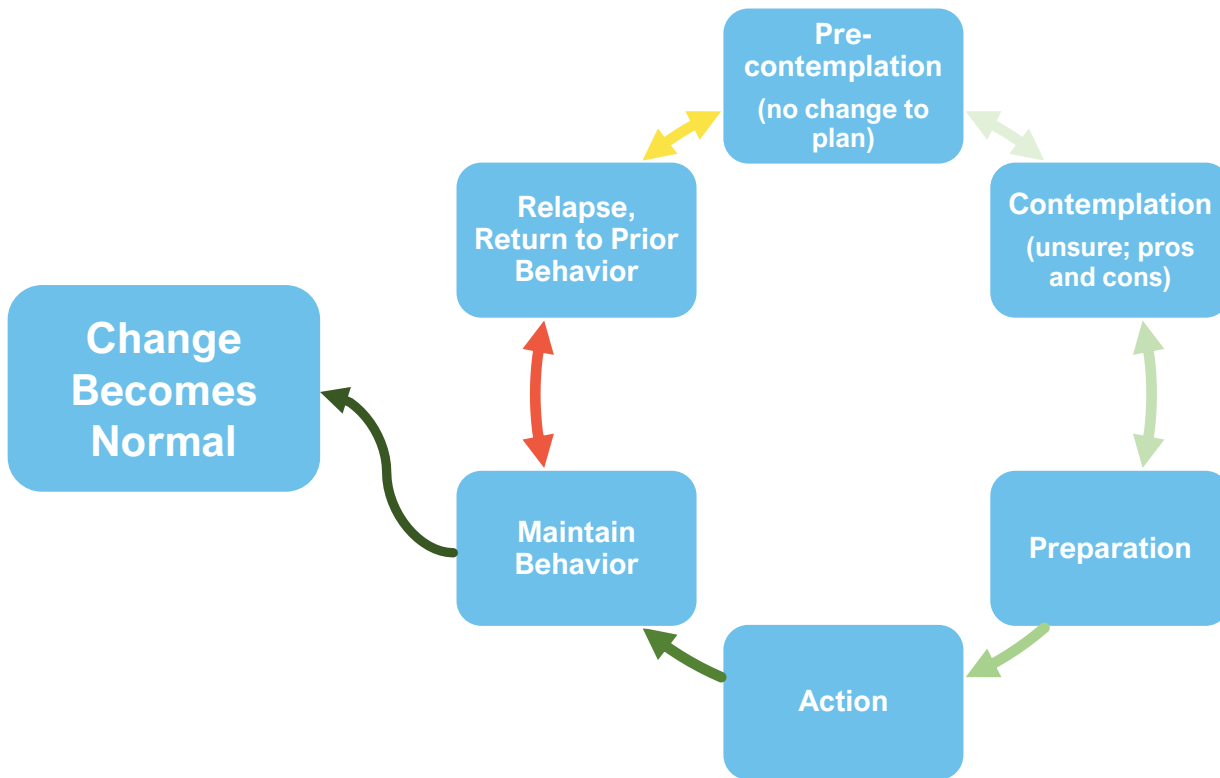 Pre-
contemplation
(no change to
plan)
Contemplation
(unsure; pros
and cons)
Preparation
Action
Maintain
Behavior
Relapse,
Return to Prior
Behavior
Change
Becomes
Normal